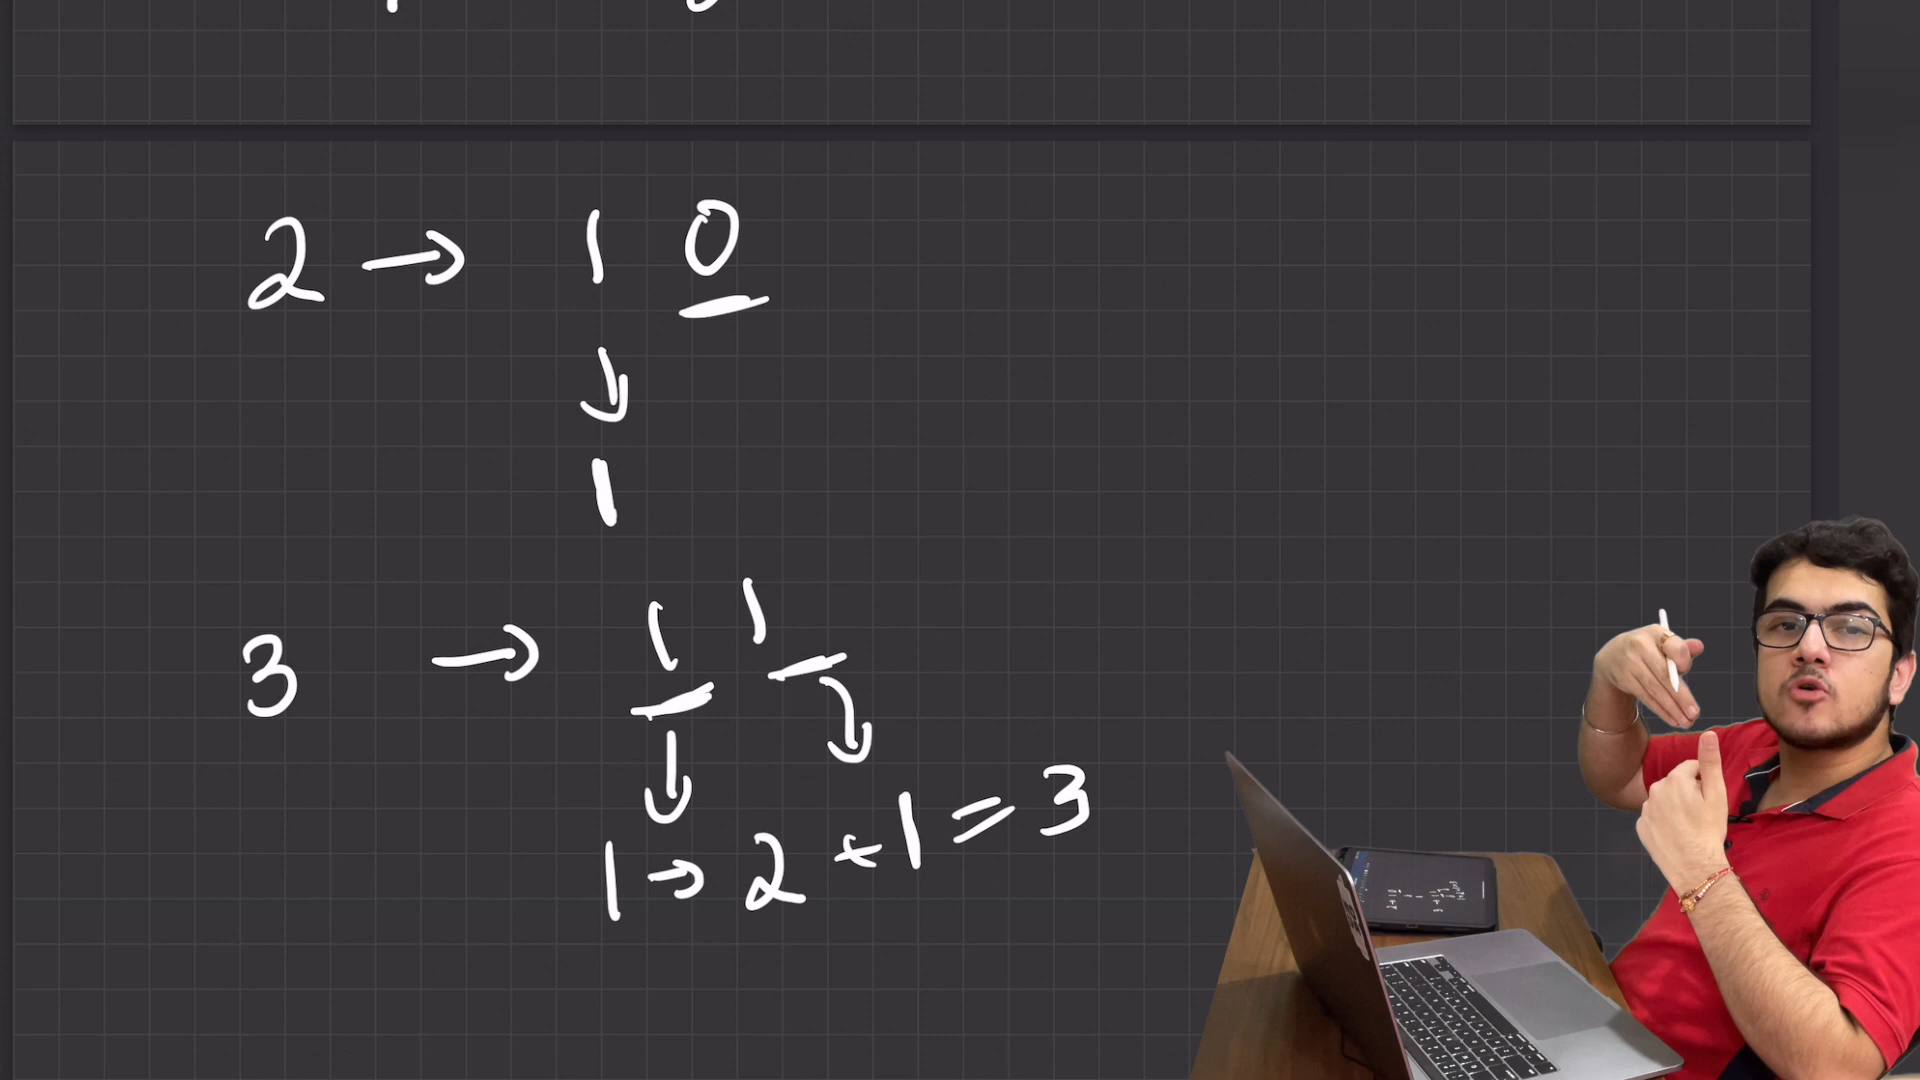 2 → 1 0
↓
1
3 → 1 1
↓ ↓
1 → 2 + 1 = 3